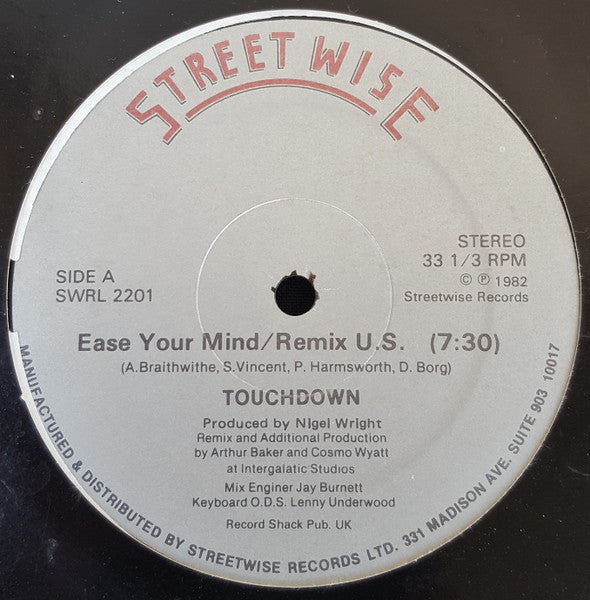 STREETWISE
STEREO
33 1/3 RPM
© ℗ 1982
Streetwise Records
SIDE A
SWRL 2201
Ease Your Mind/Remix U.S. (7:30)
(A.Braithwithe, S.Vincent, P. Harmsworth, D. Borg)
TOUCHDOWN
Produced by Nigel Wright
Remix and Additional Production
by Arthur Baker and Cosmo Wyatt
at Intergalatic Studios
Mix Enginer Jay Burnett
Keyboard O.D.S. Lenny Underwood
Record Shack Pub. UK
MANUFACTURED & DISTRIBUTED BY STREETWISE RECORDS LTD. 331 MADISON AVE. SUITE 903 10017